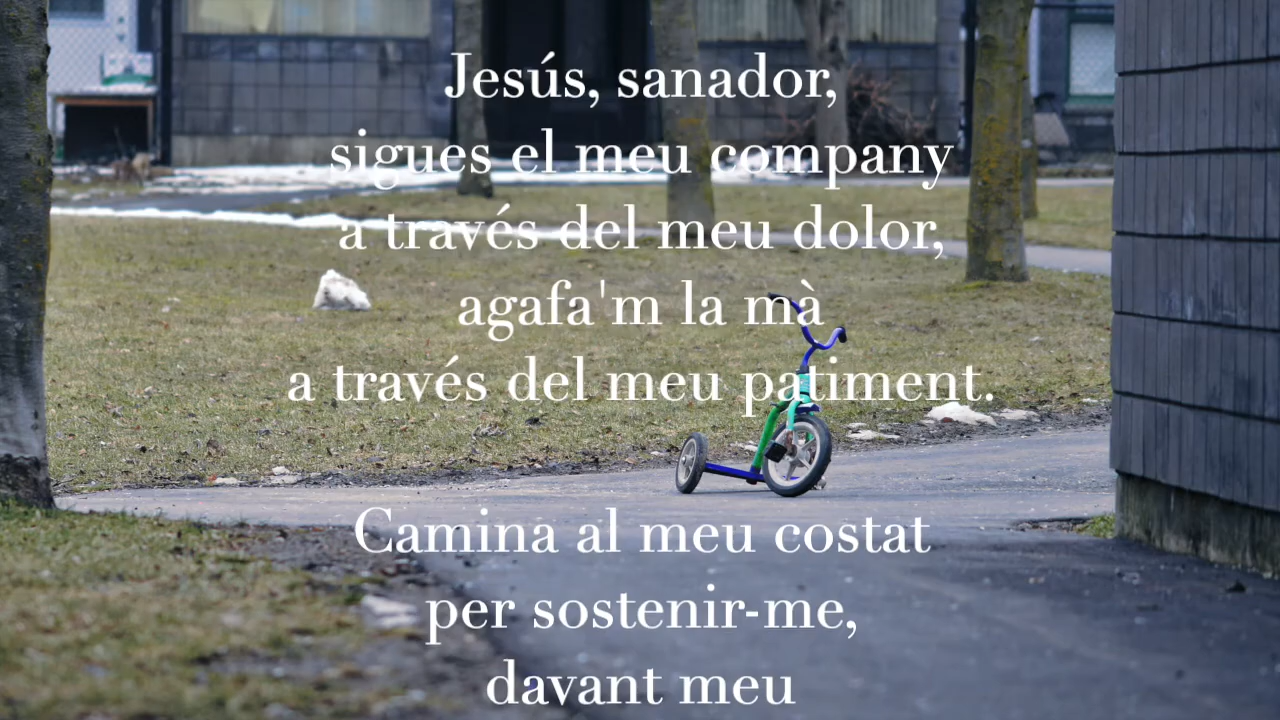 Jesús, sanador,
sigues el meu company
a través del meu dolor,
agafa'm la mà
a través del meu patiment.
Camina al meu costat
per sostenir-me,
davant meu